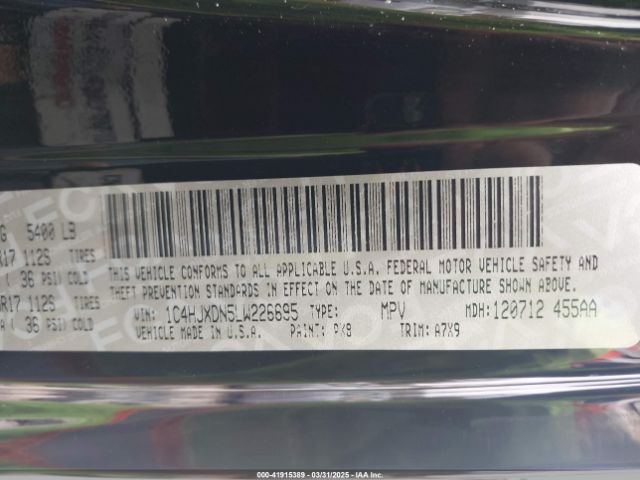 G 5400 LB
R17 112S TIRES
( 36 PSI) COLD
R17 112S TIRES
( 36 PSI) COLD
THIS VEHICLE CONFORMS TO ALL APPLICABLE U.S.A. FEDERAL MOTOR VEHICLE SAFETY AND
THEFT PREVENTION STANDARDS IN EFFECT ON THE DATE OF MANUFACTURE SHOWN ABOVE.
VIN: 1C4HJXDN5LW226695 TYPE: MPV MDH:120712 455AA
VEHICLE MADE IN U.S.A. PAINT: PX8 TRIM: A7X9
000-41915389 - 03/31/2025 - IAAI.com